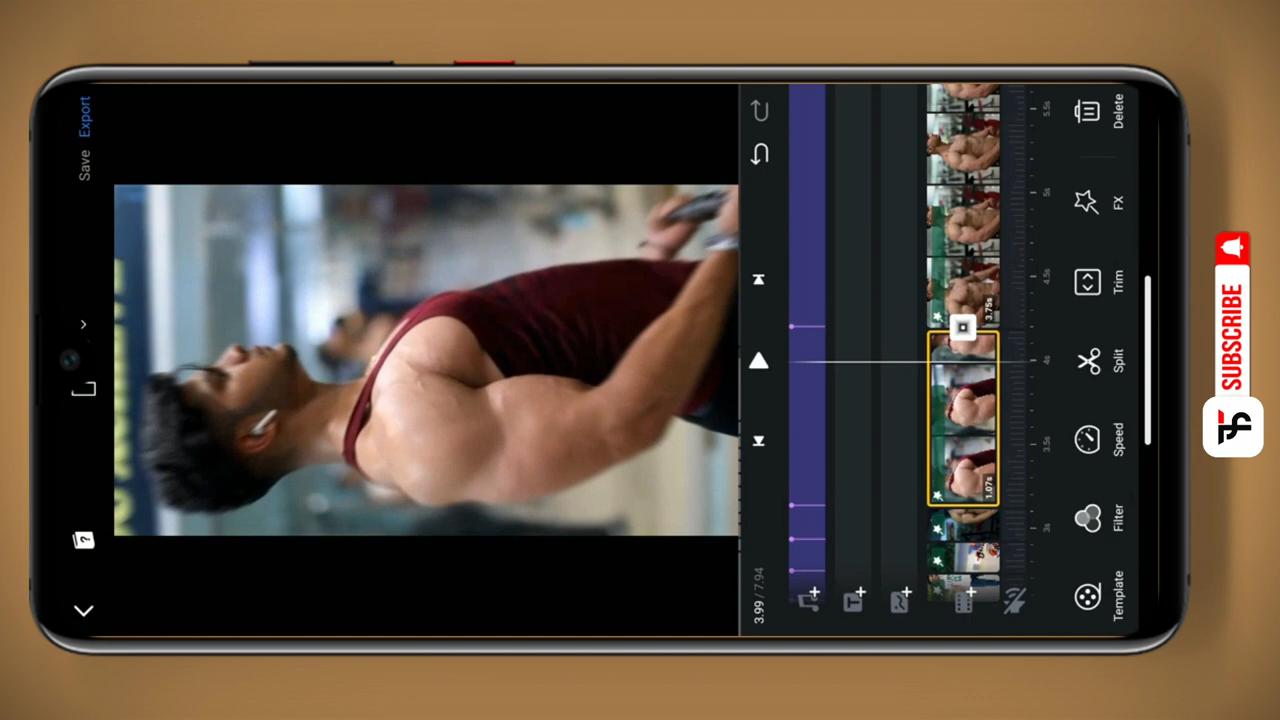 Save Export
?
3.99 / 7.94
1.07s
3.75s
3s
3.5s
4s
4.5s
5s
5.5s
T
Template
Filter
Speed
Split
Trim
FX
Delete
SUBSCRIBE